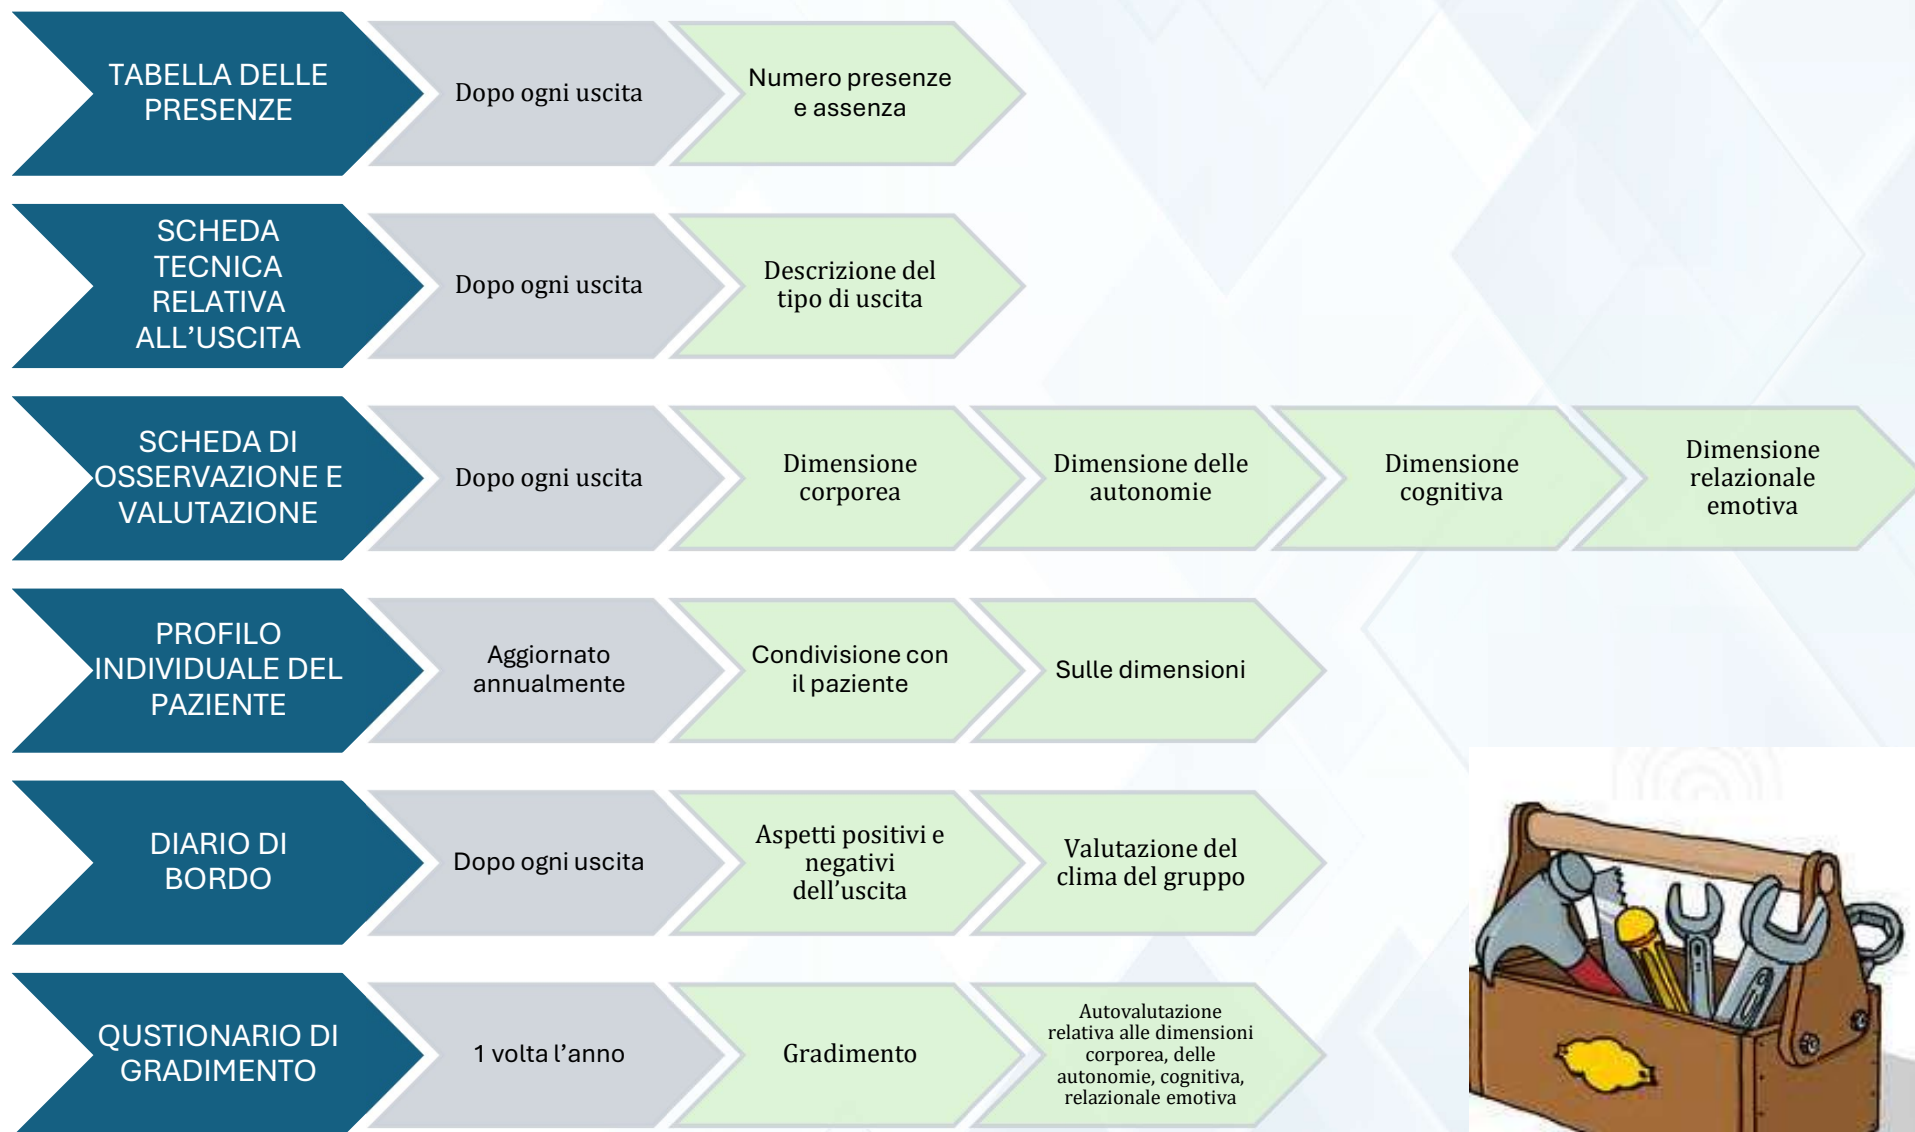 TABELLA DELLE
PRESENZE
Dopo ogni uscita
Numero presenze
e assenza
SCHEDA
TECNICA
RELATIVA
ALL’USCITA
Dopo ogni uscita
Descrizione del
tipo di uscita
SCHEDA DI
OSSERVAZIONE E
VALUTAZIONE
Dopo ogni uscita
Dimensione
corporea
Dimensione delle
autonomie
Dimensione
cognitiva
Dimensione
relazionale
emotiva
PROFILO
INDIVIDUALE DEL
PAZIENTE
Aggiornato
annualmente
Condivisione con
il paziente
Sulle dimensioni
DIARIO DI
BORDO
Dopo ogni uscita
Aspetti positivi e
negativi
dell’uscita
Valutazione del
clima del gruppo
QUSTIONARIO DI
GRADIMENTO
1 volta l’anno
Gradimento
Autovalutazione
relativa alle dimensioni
corporea, delle
autonomie, cognitiva,
relazionale emotiva